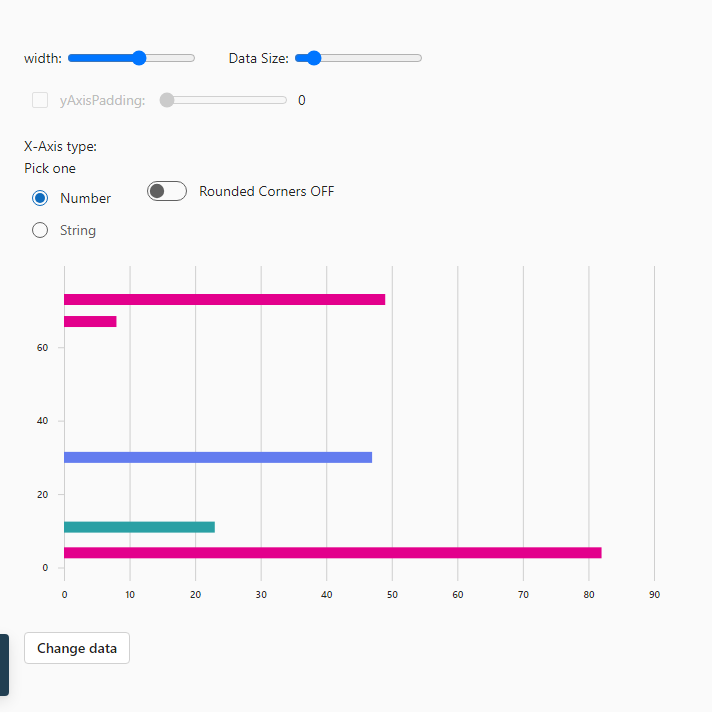 width: Data Size:
yAxisPadding: 0
X-Axis type:
Pick one
Number
Rounded Corners OFF
String
60
40
20
0
0 10 20 30 40 50 60 70 80 90
Change data